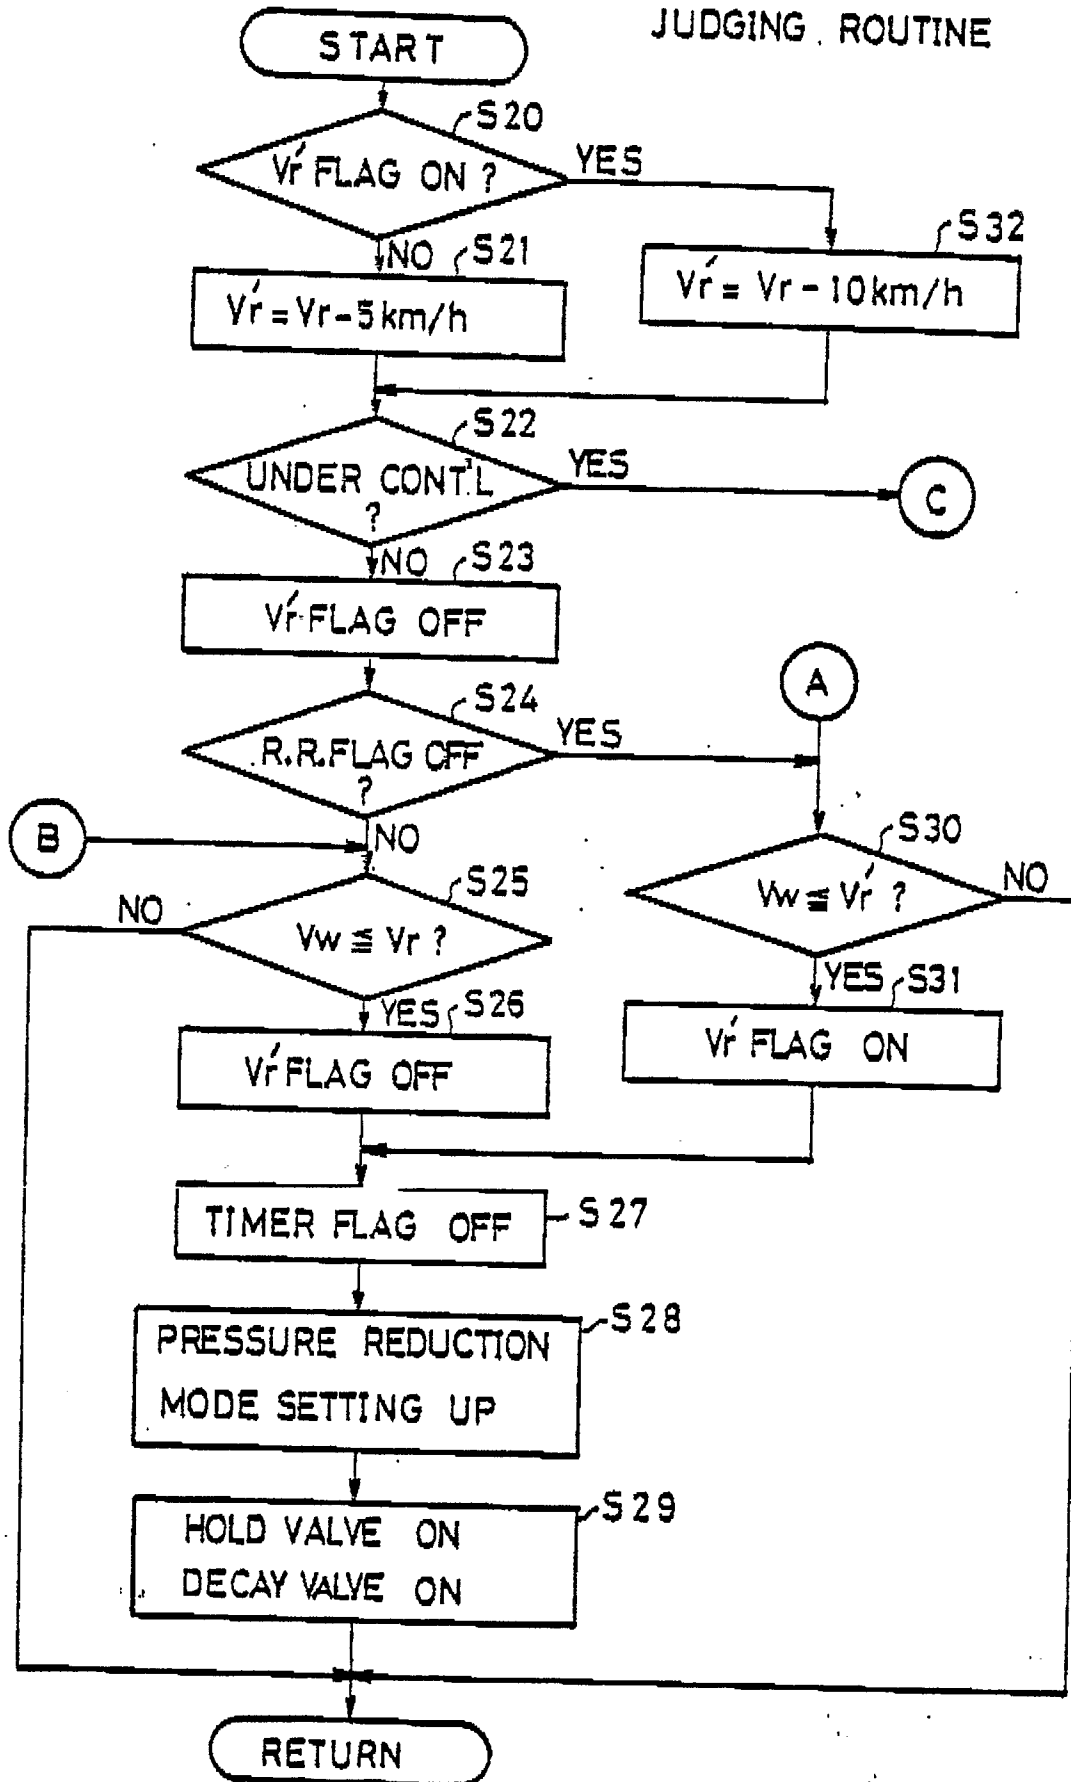 JUDGING ROUTINE
START
S20
Vr' FLAG ON ?
YES
NO
S21
S32
Vr' = Vr - 5 km/h
Vr' = Vr - 10 km/h
S22
UNDER CONT'L
?
YES
C
NO
S23
Vr' FLAG OFF
S24
A
R.R. FLAG OFF
?
YES
B
NO
S25
S30
NO
Vw ≦ Vr ?
Vw ≦ Vr' ?
NO
YES
S26
YES
S31
Vr' FLAG OFF
Vr' FLAG ON
TIMER FLAG OFF
S27
S28
PRESSURE REDUCTION
MODE SETTING UP
S29
HOLD VALVE ON
DECAY VALVE ON
RETURN